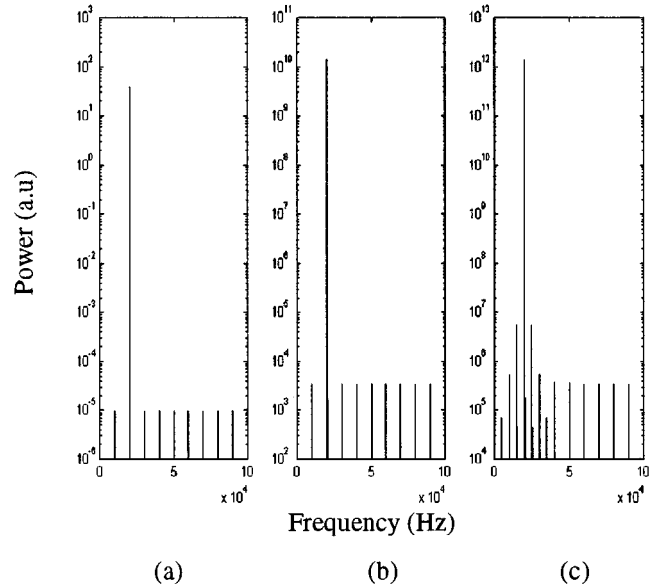 10³ 10¹¹ 10¹³
10² 10¹⁰ 10¹²
10¹ 10⁹ 10¹¹
10⁰ 10⁸ 10¹⁰
10⁻¹ 10⁷ 10⁹
10⁻² 10⁶ 10⁸
10⁻³ 10⁵ 10⁷
10⁻⁴ 10⁴ 10⁶
10⁻⁵ 10³ 10⁵
10⁻⁶ 10² 10⁴
Power (a.u)
0 5 10 0 5 10 0 5 10
x 10⁴ x 10⁴ x 10⁴
Frequency (Hz)
(a) (b) (c)